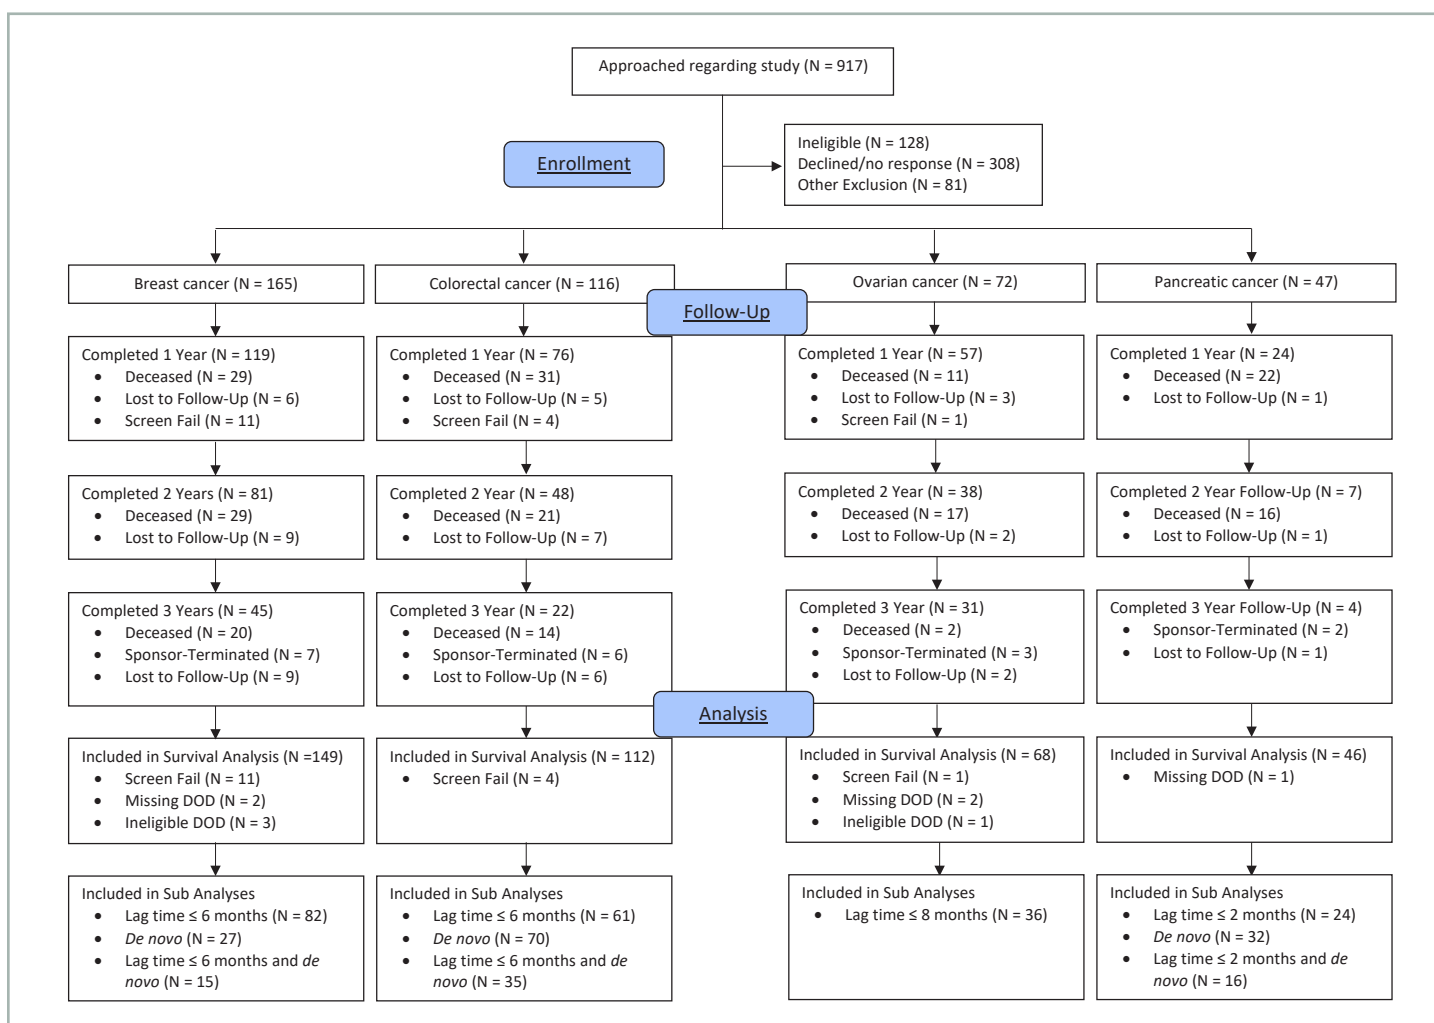 Approached regarding study (N = 917)
Enrollment
Ineligible (N = 128)
Declined/no response (N = 308)
Other Exclusion (N = 81)
Breast cancer (N = 165)
Colorectal cancer (N = 116)
Ovarian cancer (N = 72)
Pancreatic cancer (N = 47)
Follow-Up
Completed 1 Year (N = 119)
• Deceased (N = 29)
• Lost to Follow-Up (N = 6)
• Screen Fail (N = 11)
Completed 1 Year (N = 76)
• Deceased (N = 31)
• Lost to Follow-Up (N = 5)
• Screen Fail (N = 4)
Completed 1 Year (N = 57)
• Deceased (N = 11)
• Lost to Follow-Up (N = 3)
• Screen Fail (N = 1)
Completed 1 Year (N = 24)
• Deceased (N = 22)
• Lost to Follow-Up (N = 1)
Completed 2 Years (N = 81)
• Deceased (N = 29)
• Lost to Follow-Up (N = 9)
Completed 2 Year (N = 48)
• Deceased (N = 21)
• Lost to Follow-Up (N = 7)
Completed 2 Year (N = 38)
• Deceased (N = 17)
• Lost to Follow-Up (N = 2)
Completed 2 Year Follow-Up (N = 7)
• Deceased (N = 16)
• Lost to Follow-Up (N = 1)
Completed 3 Years (N = 45)
• Deceased (N = 20)
• Sponsor-Terminated (N = 7)
• Lost to Follow-Up (N = 9)
Completed 3 Year (N = 22)
• Deceased (N = 14)
• Sponsor-Terminated (N = 6)
• Lost to Follow-Up (N = 6)
Completed 3 Year (N = 31)
• Deceased (N = 2)
• Sponsor-Terminated (N = 3)
• Lost to Follow-Up (N = 2)
Completed 3 Year Follow-Up (N = 4)
• Sponsor-Terminated (N = 2)
• Lost to Follow-Up (N = 1)
Analysis
Included in Survival Analysis (N =149)
• Screen Fail (N = 11)
• Missing DOD (N = 2)
• Ineligible DOD (N = 3)
Included in Survival Analysis (N = 112)
• Screen Fail (N = 4)
Included in Survival Analysis (N = 68)
• Screen Fail (N = 1)
• Missing DOD (N = 2)
• Ineligible DOD (N = 1)
Included in Survival Analysis (N = 46)
• Missing DOD (N = 1)
Included in Sub Analyses
• Lag time ≤ 6 months (N = 82)
• De novo (N = 27)
• Lag time ≤ 6 months and de
novo (N = 15)
Included in Sub Analyses
• Lag time ≤ 6 months (N = 61)
• De novo (N = 70)
• Lag time ≤ 6 months and de
novo (N = 35)
Included in Sub Analyses
• Lag time ≤ 8 months (N = 36)
Included in Sub Analyses
• Lag time ≤ 2 months (N = 24)
• De novo (N = 32)
• Lag time ≤ 2 months and de
novo (N = 16)